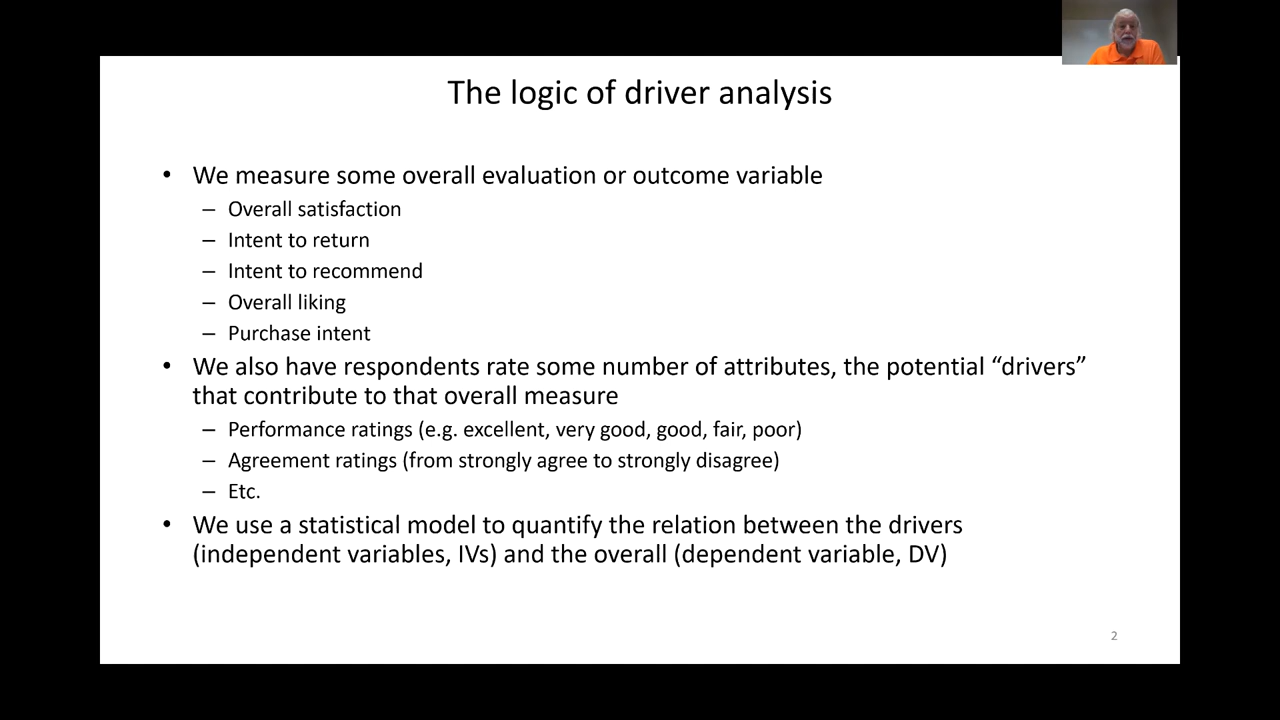 The logic of driver analysis
• We measure some overall evaluation or outcome variable
– Overall satisfaction
– Intent to return
– Intent to recommend
– Overall liking
– Purchase intent
• We also have respondents rate some number of attributes, the potential “drivers”
that contribute to that overall measure
– Performance ratings (e.g. excellent, very good, good, fair, poor)
– Agreement ratings (from strongly agree to strongly disagree)
– Etc.
• We use a statistical model to quantify the relation between the drivers
(independent variables, IVs) and the overall (dependent variable, DV)
2